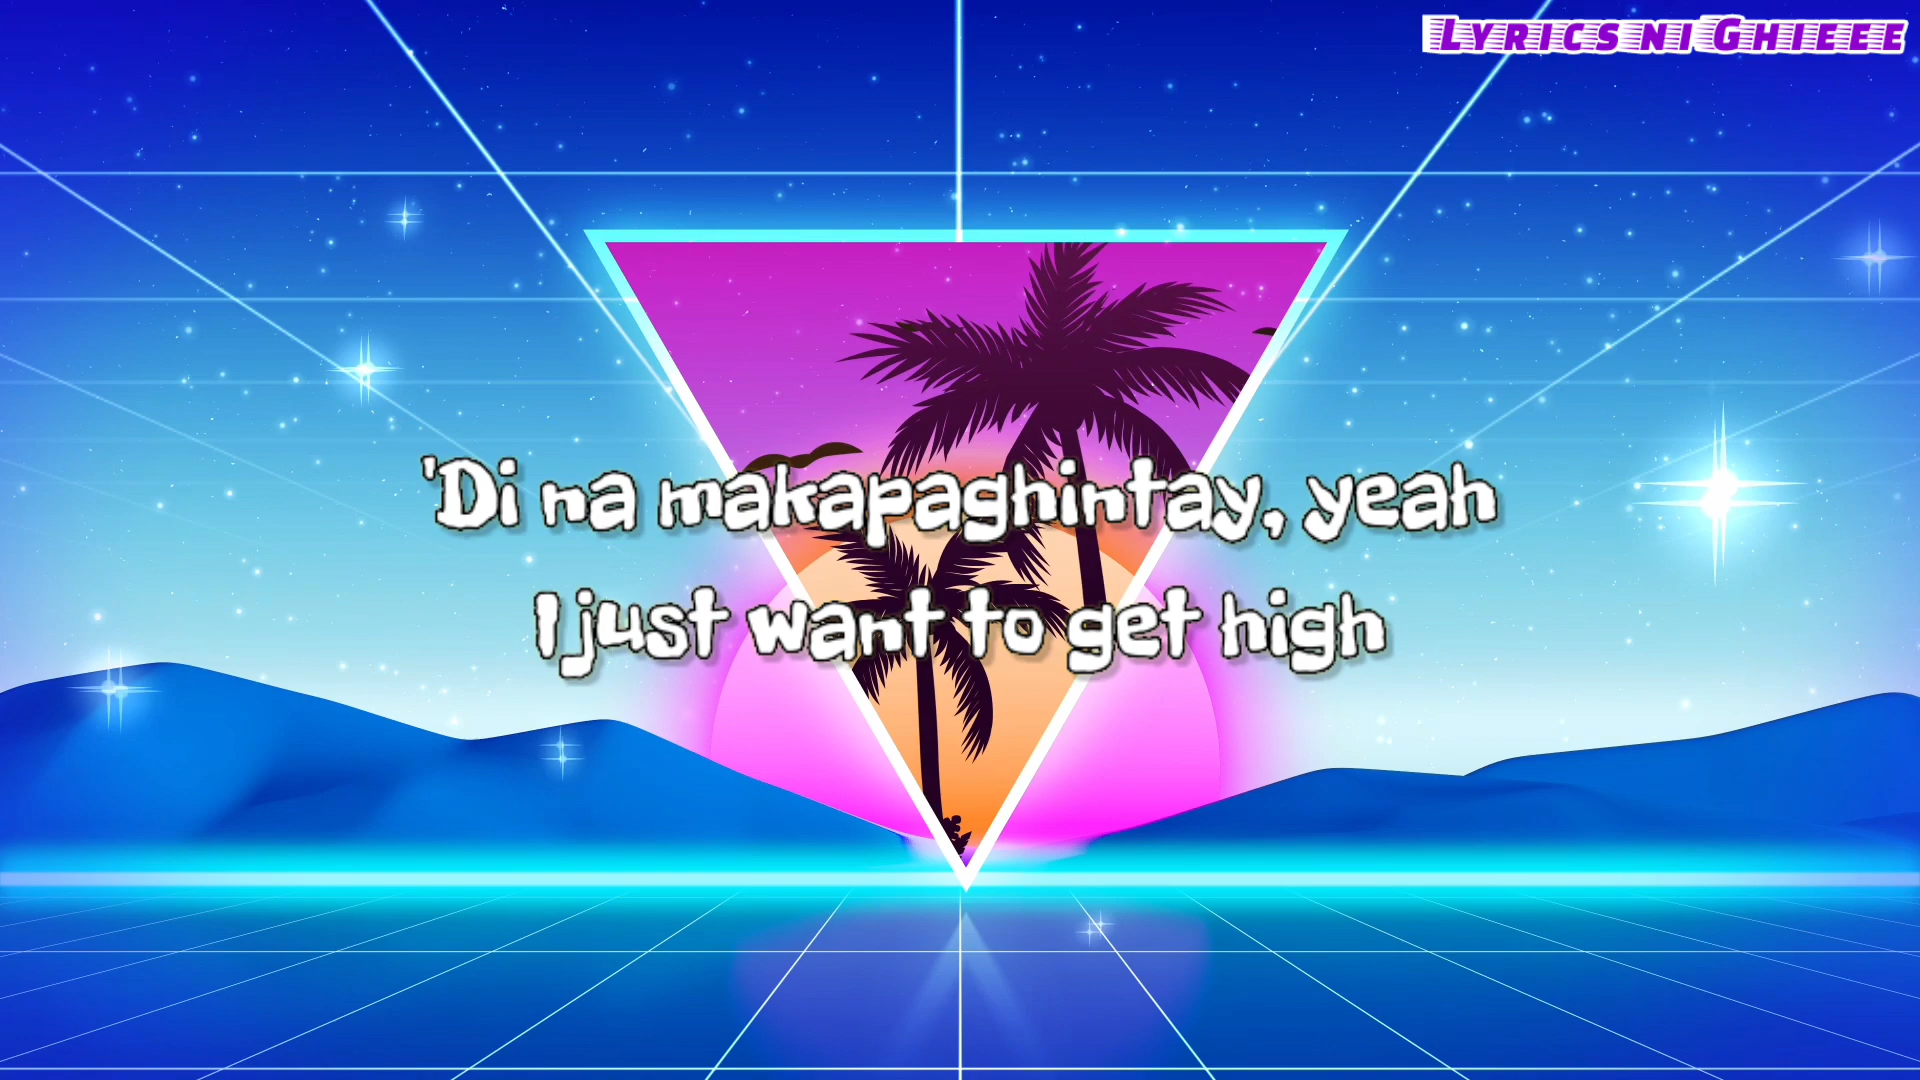 Lyrics ni Ghieee
'Di na makapaghintay, yeah
I just want to get high